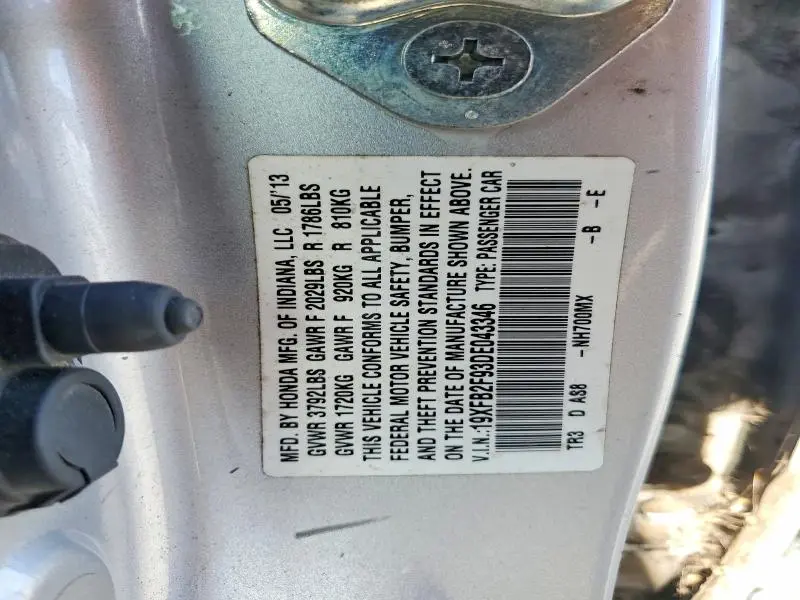 MFD. BY HONDA MFG. OF INDIANA, LLC 05/'13
GVWR 3792LBS GAWR F 2029LBS R 1786LBS
GVWR 1720KG GAWR F 920KG R 810KG
THIS VEHICLE CONFORMS TO ALL APPLICABLE
FEDERAL MOTOR VEHICLE SAFETY, BUMPER,
AND THEFT PREVENTION STANDARDS IN EFFECT
ON THE DATE OF MANUFACTURE SHOWN ABOVE.
V.I.N.:19XFB2F93DE043346 TYPE: PASSENGER CAR
TR3 D AS8 -NH700MX -B -E